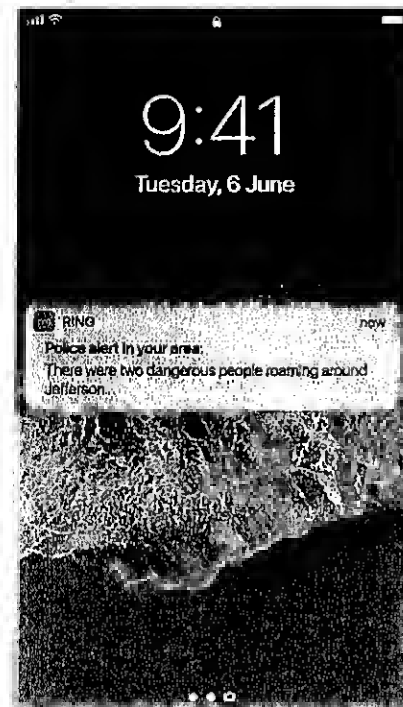 9:41
Tuesday, 6 June
RING now
Police alert in your area:
There were two dangerous people roaming around
Jefferson...